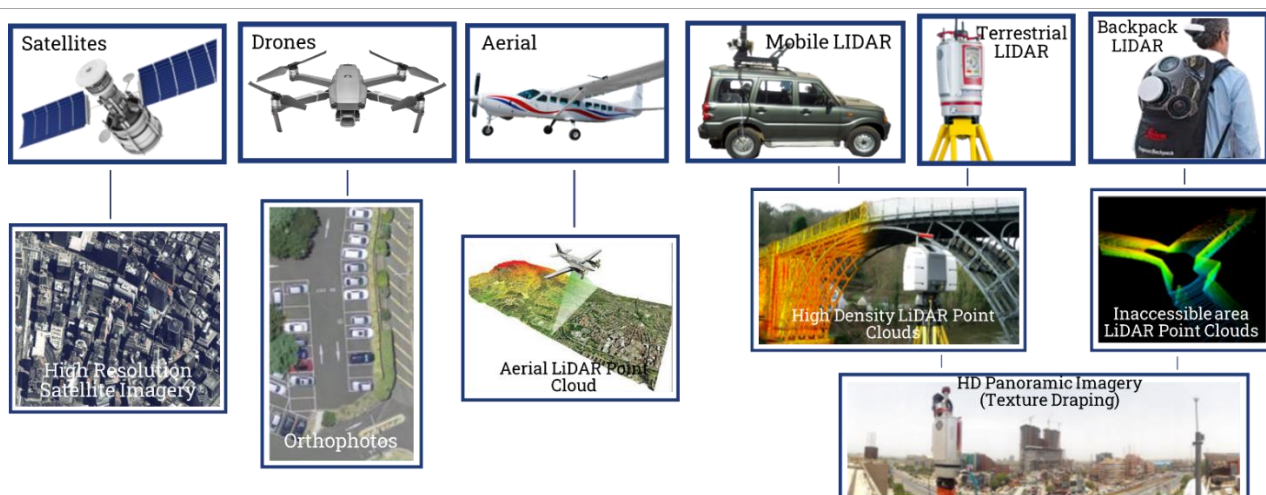 Satellites
Drones
Aerial
Mobile LIDAR
Terrestrial
LIDAR
Backpack
LIDAR
High Resolution
Satellite Imagery
Orthophotos
Aerial LiDAR Point
Cloud
High Density LiDAR Point
Clouds
Inaccessible area
LiDAR Point Clouds
HD Panoramic Imagery
(Texture Draping)